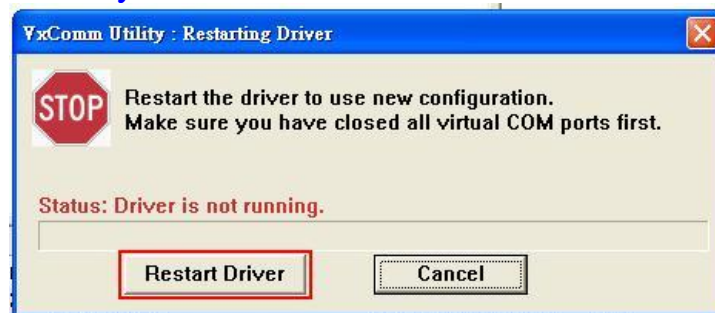 VxComm Utility : Restarting Driver
STOP
Restart the driver to use new configuration.
Make sure you have closed all virtual COM ports first.
Status: Driver is not running.
Restart Driver
Cancel